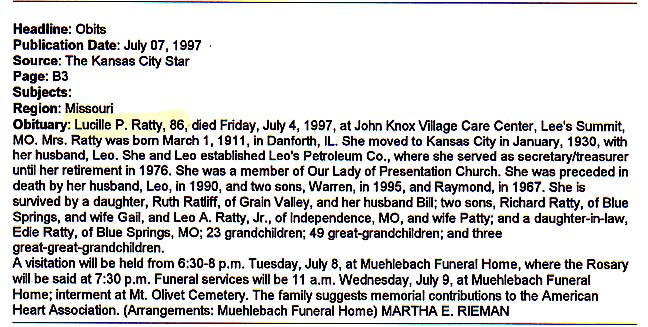 Headline: Obits
Publication Date: July 07, 1997
Source: The Kansas City Star
Page: B3
Subjects:
Region: Missouri
Obituary: Lucille P. Ratty, 86, died Friday, July 4, 1997, at John Knox Village Care Center, Lee's Summit,
MO. Mrs. Ratty was born March 1, 1911, in Danforth, IL. She moved to Kansas City in January, 1930, with
her husband, Leo. She and Leo established Leo's Petroleum Co., where she served as secretary/treasurer
until her retirement in 1976. She was a member of Our Lady of Presentation Church. She was preceded in
death by her husband, Leo, in 1990, and two sons, Warren, in 1995, and Raymond, in 1967. She is
survived by a daughter, Ruth Ratliff, of Grain Valley, and her husband Bill; two sons, Richard Ratty, of Blue
Springs, and wife Gail, and Leo A. Ratty, Jr., of Independence, MO, and wife Patty; and a daughter-in-law,
Edie Ratty, of Blue Springs, MO; 23 grandchildren; 49 great-grandchildren; and three
great-great-grandchildren.
A visitation will be held from 6:30-8 p.m. Tuesday, July 8, at Muehlebach Funeral Home, where the Rosary
will be said at 7:30 p.m. Funeral services will be 11 a.m. Wednesday, July 9, at Muehlebach Funeral
Home; interment at Mt. Olivet Cemetery. The family suggests memorial contributions to the American
Heart Association. (Arrangements: Muehlebach Funeral Home) MARTHA E. RIEMAN